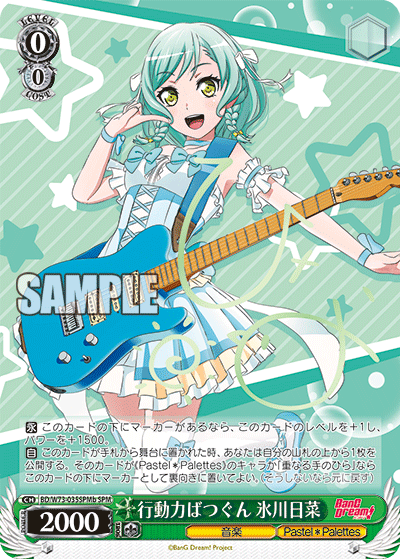 LEVEL
0
0
COST
ひな
SAMPLE
永 このカードの下にマーカーがあるなら、このカードのレベルを+1し、
パワーを+1500。
自 このカードが手札から舞台に置かれた時、あなたは自分の山札の上から1枚を
公開する。そのカードが《Pastel*Palettes》のキャラか「重なる手のひら」なら
このカードの下にマーカーとして裏向きに置いてよい。(そうしないなら元に戻す)
CH BD/W73-033SSPMb SPM
2000
行動力ばつぐん 氷川日菜
BanG Dream!
音楽
Pastel*Palettes
©BanG Dream! Project